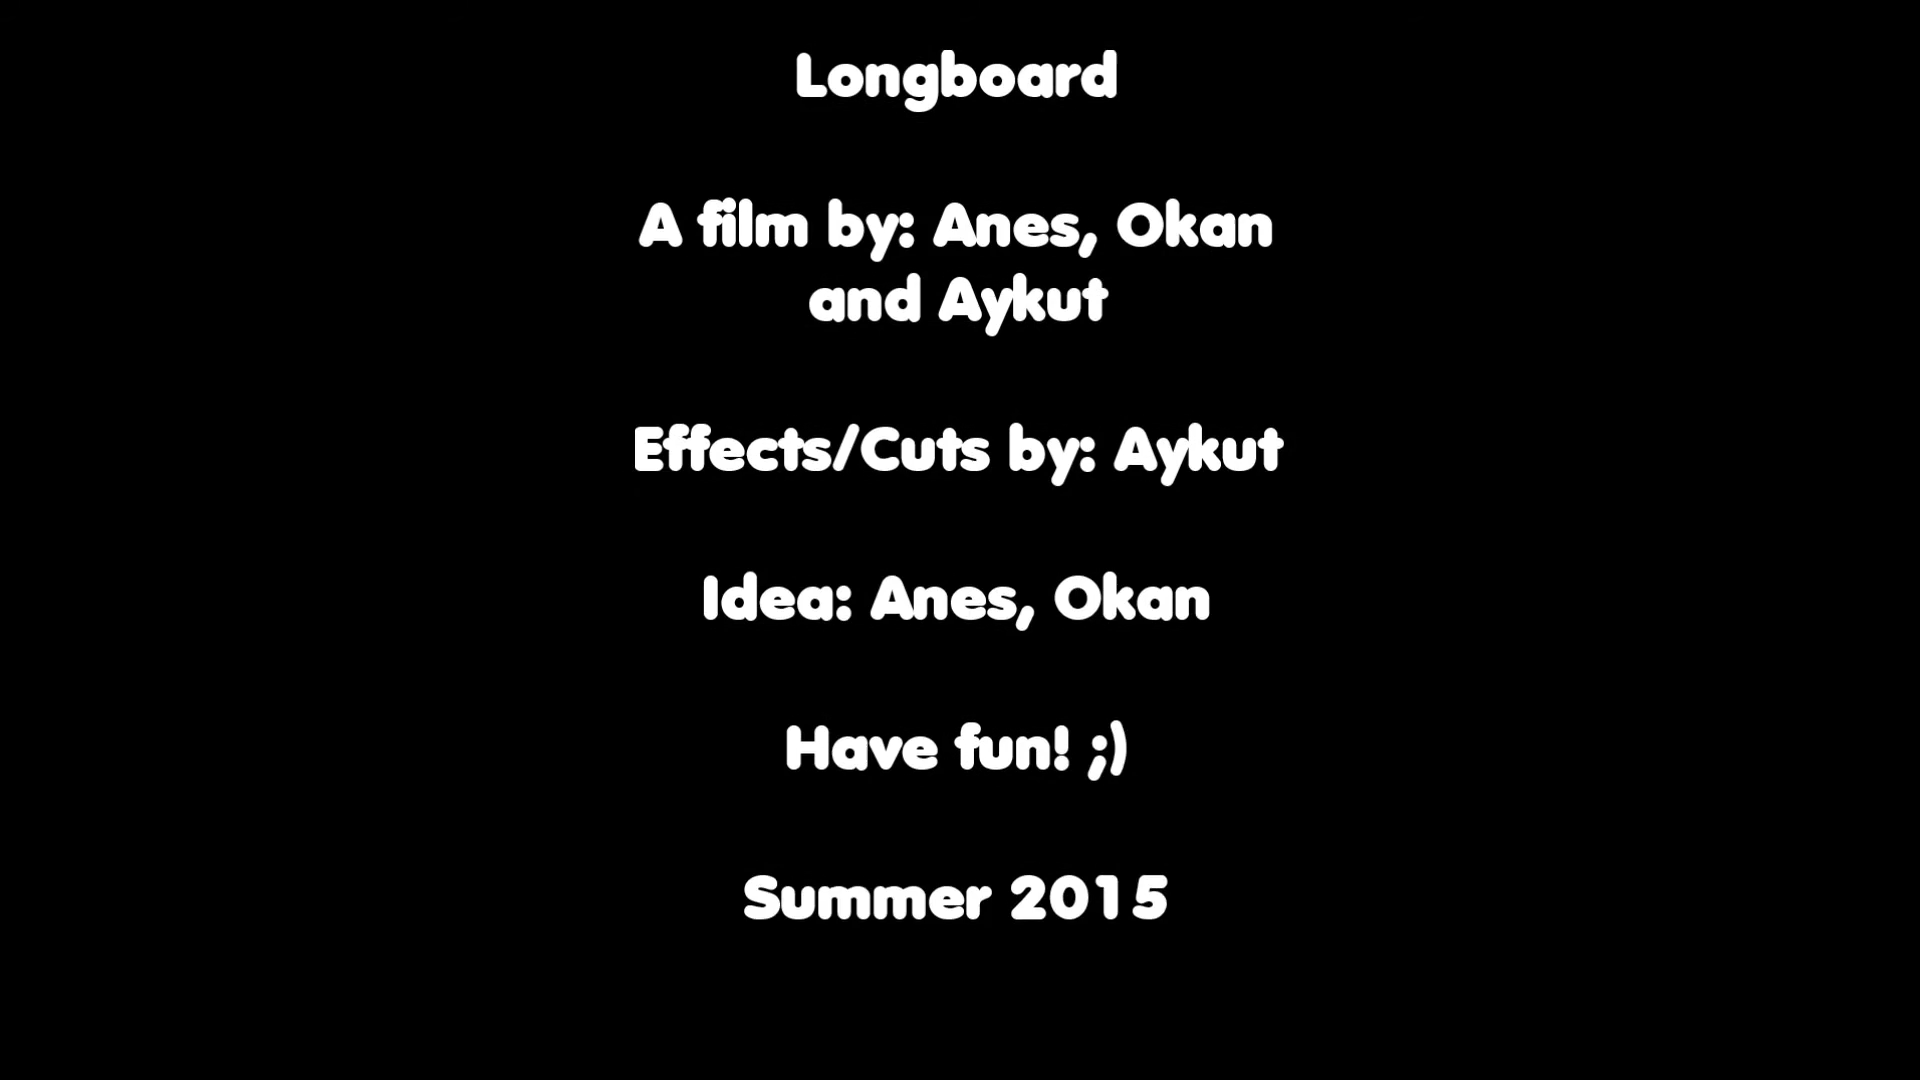 Longboard
A film by: Anes, Okan
and Aykut
Effects/Cuts by: Aykut
Idea: Anes, Okan
Have fun! ;)
Summer 2015